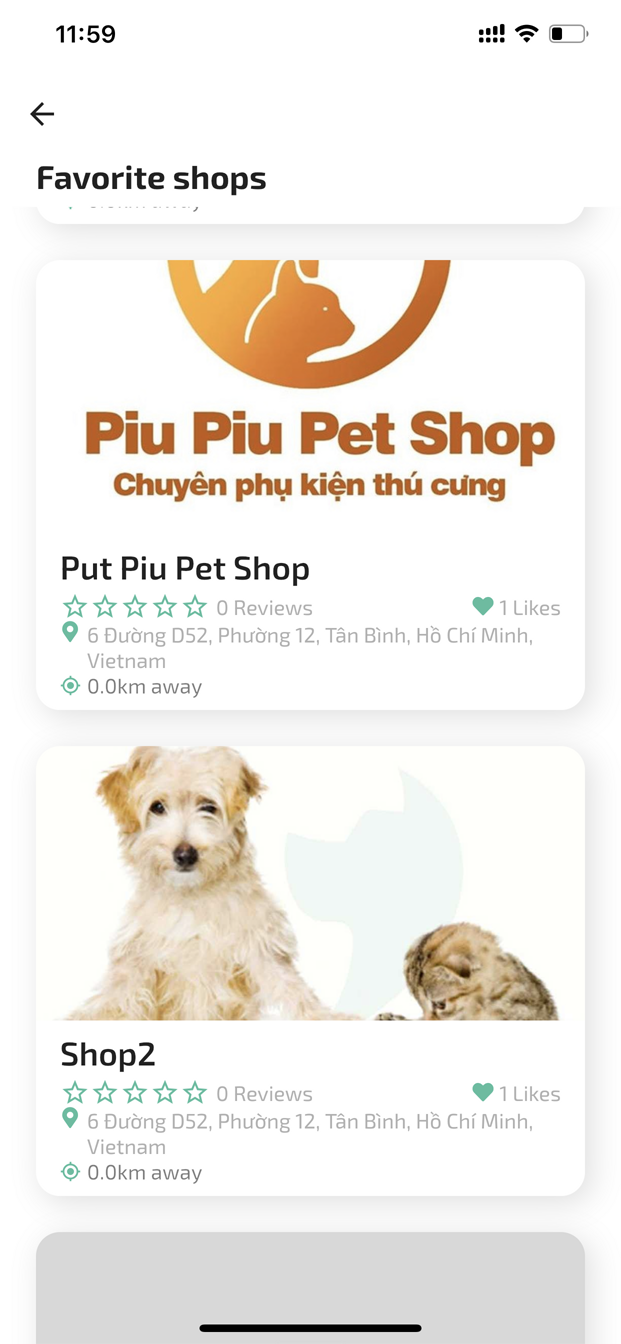 11:59
Favorite shops
Piu Piu Pet Shop
Chuyên phụ kiện thú cưng
Put Piu Pet Shop
0 Reviews
1 Likes
6 Đường D52, Phường 12, Tân Bình, Hồ Chí Minh,
Vietnam
0.0km away
Shop2
0 Reviews
1 Likes
6 Đường D52, Phường 12, Tân Bình, Hồ Chí Minh,
Vietnam
0.0km away